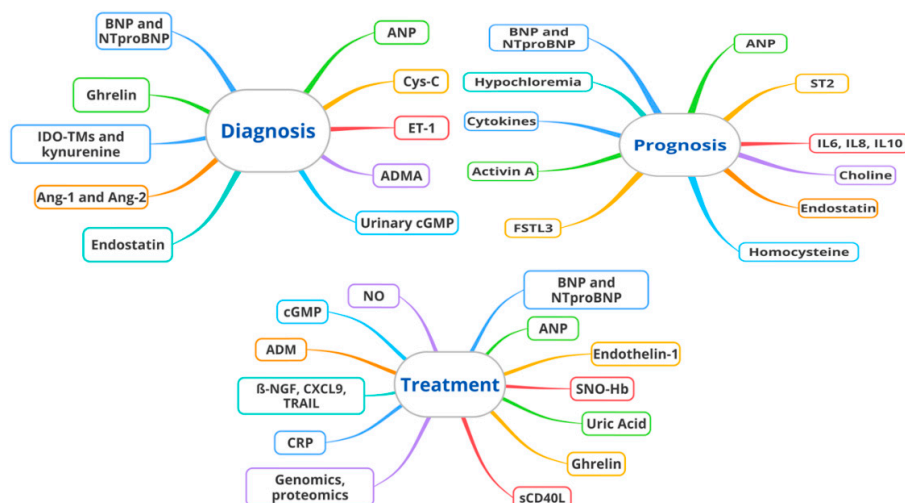 BNP and
NTproBNP
ANP
Ghrelin
Cys-C
IDO-TMs and
kynurenine
Diagnosis
ET-1
ADMA
Ang-1 and Ang-2
Urinary cGMP
Endostatin
BNP and
NTproBNP
ANP
Hypochloremia
ST2
Cytokines
Prognosis
IL6, IL8, IL10
Activin A
Choline
FSTL3
Endostatin
Homocysteine
NO
BNP and
NTproBNP
cGMP
ANP
ADM
Endothelin-1
Treatment
ß-NGF, CXCL9,
TRAIL
SNO-Hb
Uric Acid
CRP
Ghrelin
Genomics,
proteomics
sCD40L